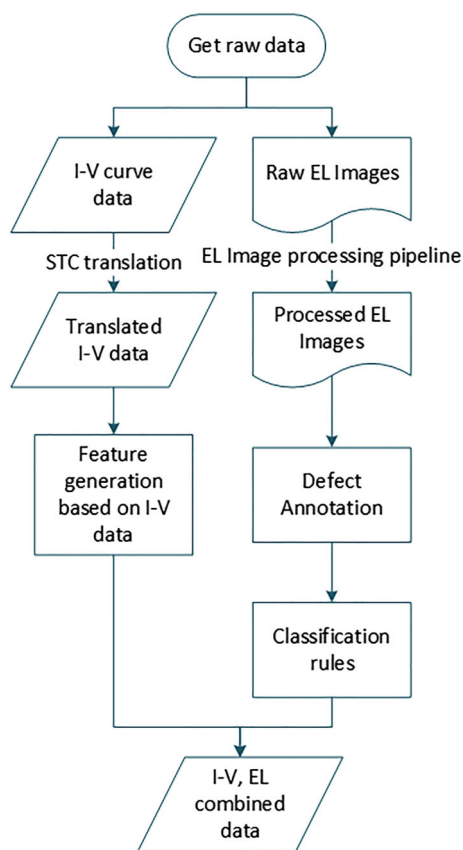 Get raw data
I-V curve
data
Raw EL Images
STC translation
EL Image processing pipeline
Translated
I-V data
Processed EL
Images
Feature
generation
based on I-V
data
Defect
Annotation
Classification
rules
I-V, EL
combined
data